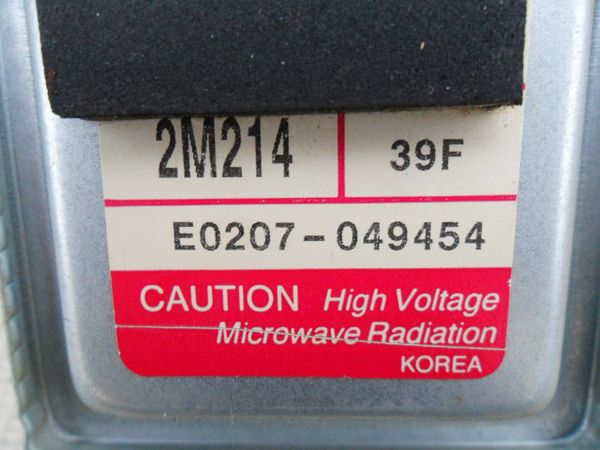 2M214 39F
E0207-049454
CAUTION High Voltage
Microwave Radiation
KOREA